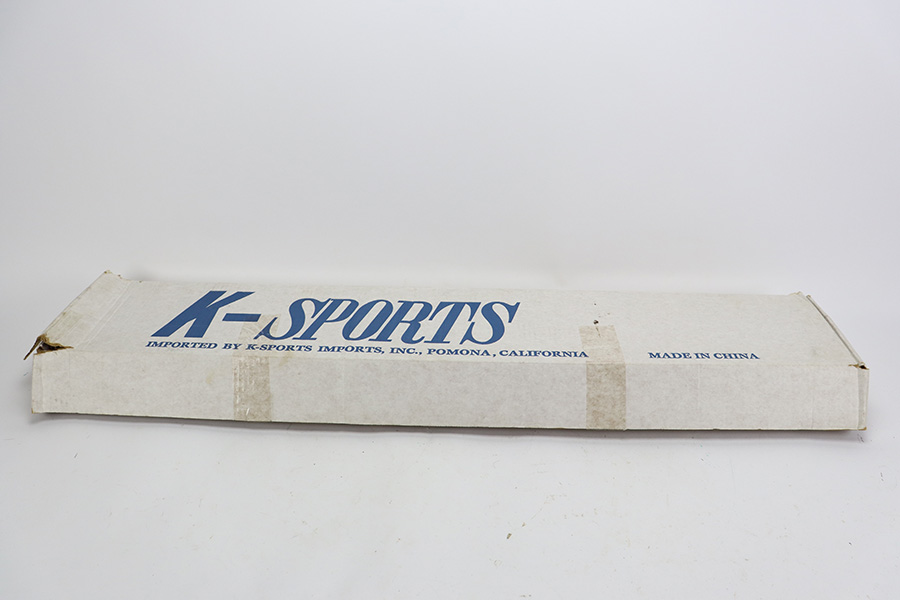 K-SPORTS
IMPORTED BY K-SPORTS IMPORTS, INC., POMONA, CALIFORNIA
MADE IN CHINA